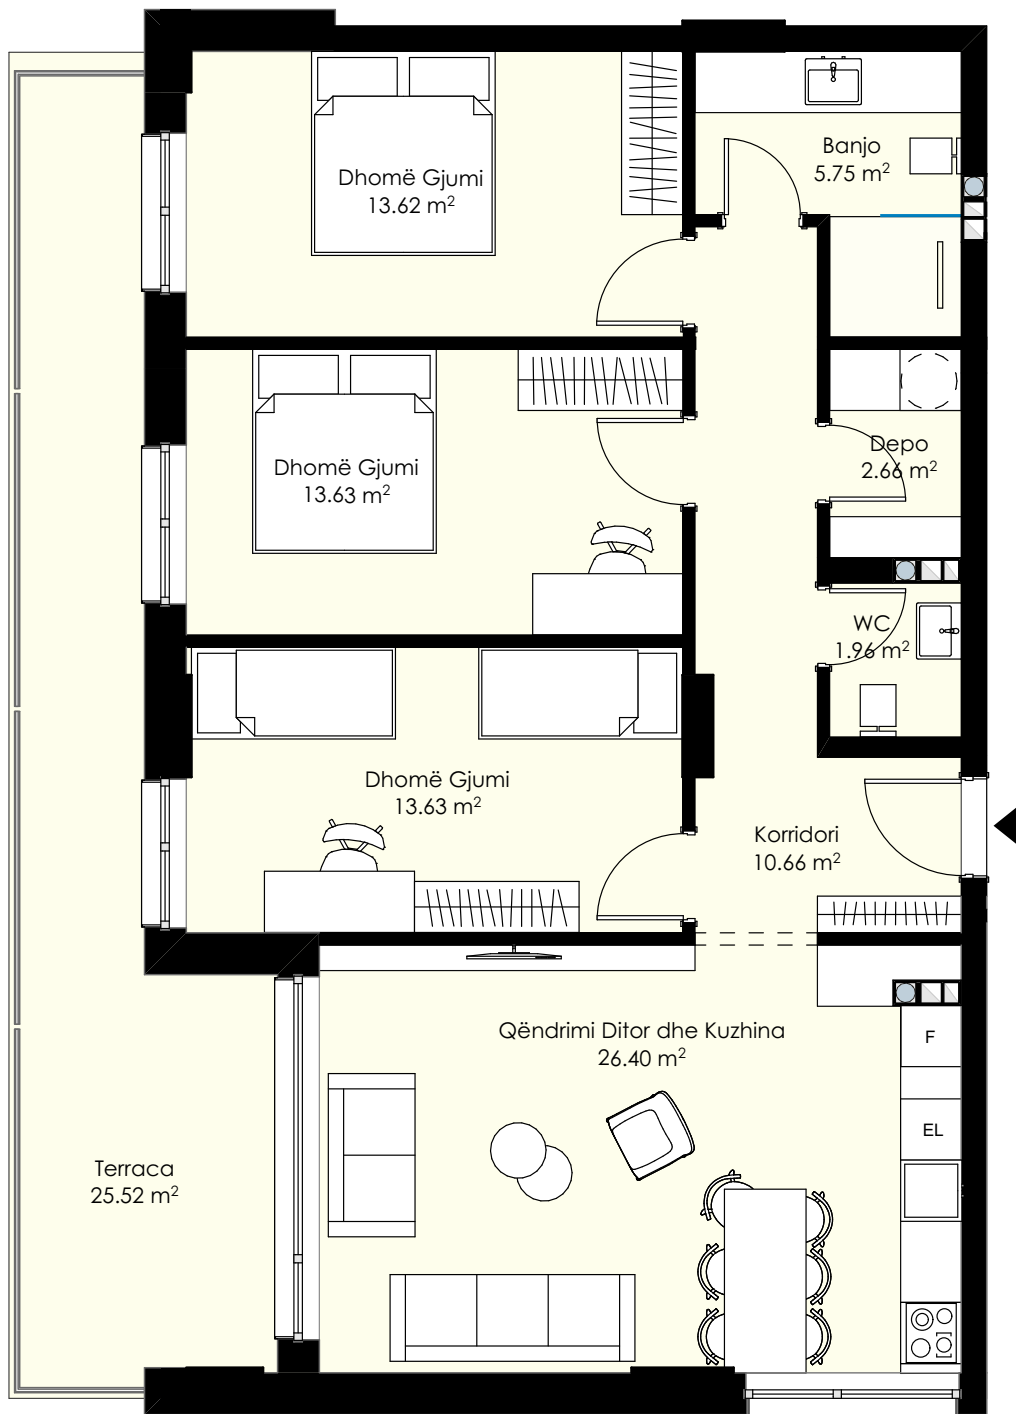 Banjo
5.75 m²
Dhomë Gjumi
13.62 m²
Depo
2.66 m²
Dhomë Gjumi
13.63 m²
WC
1.96 m²
Dhomë Gjumi
13.63 m²
Korridori
10.66 m²
Qëndrimi Ditor dhe Kuzhina
26.40 m²
F
EL
Terraca
25.52 m²